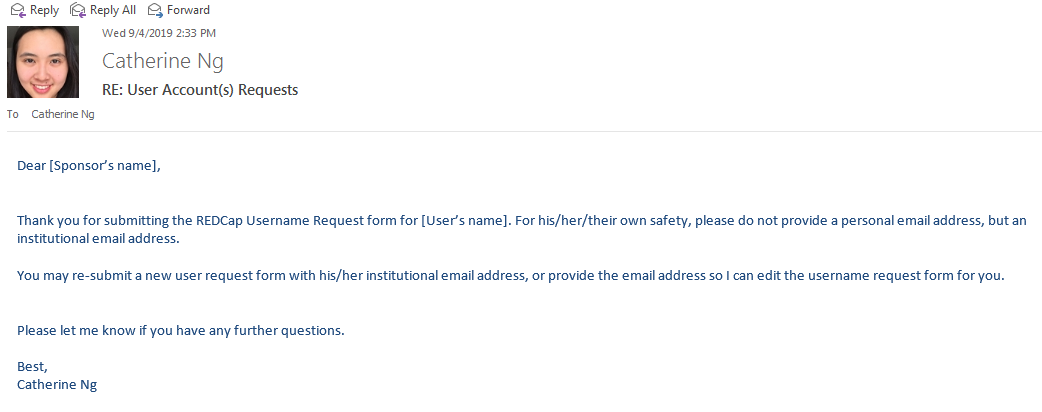 Reply Reply All Forward
Wed 9/4/2019 2:33 PM
Catherine Ng
RE: User Account(s) Requests
To Catherine Ng
Dear [Sponsor’s name],
Thank you for submitting the REDCap Username Request form for [User’s name]. For his/her/their own safety, please do not provide a personal email address, but an
institutional email address.
You may re-submit a new user request form with his/her institutional email address, or provide the email address so I can edit the username request form for you.
Please let me know if you have any further questions.
Best,
Catherine Ng